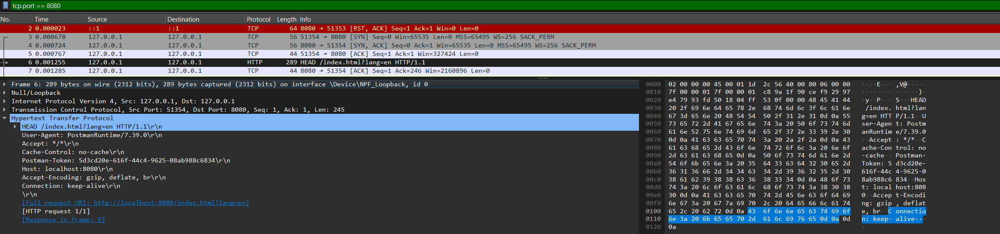 tcp.port == 8080
No. Time Source Destination Protocol Length Info
2 0.000023 ::1 ::1 TCP 64 8080 → 51353 [RST, ACK] Seq=1 Ack=1 Win=0 Len=0
3 0.000678 127.0.0.1 127.0.0.1 TCP 56 51354 → 8080 [SYN] Seq=0 Win=65535 Len=0 MSS=65495 WS=256 SACK_PERM
4 0.000724 127.0.0.1 127.0.0.1 TCP 56 8080 → 51354 [SYN, ACK] Seq=0 Ack=1 Win=65535 Len=0 MSS=65495 WS=256 SACK_PERM
5 0.000767 127.0.0.1 127.0.0.1 TCP 44 51354 → 8080 [ACK] Seq=1 Ack=1 Win=327424 Len=0
6 0.001255 127.0.0.1 127.0.0.1 HTTP 289 HEAD /index.html?lang=en HTTP/1.1
7 0.001285 127.0.0.1 127.0.0.1 TCP 44 8080 → 51354 [ACK] Seq=1 Ack=246 Win=2160896 Len=0
Frame 6: 289 bytes on wire (2312 bits), 289 bytes captured (2312 bits) on interface \Device\NPF_Loopback, id 0
Null/Loopback
Internet Protocol Version 4, Src: 127.0.0.1, Dst: 127.0.0.1
Transmission Control Protocol, Src Port: 51354, Dst Port: 8080, Seq: 1, Ack: 1, Len: 245
Hypertext Transfer Protocol
HEAD /index.html?lang=en HTTP/1.1\r\n
User-Agent: PostmanRuntime/7.39.0\r\n
Accept: */*\r\n
Cache-Control: no-cache\r\n
Postman-Token: 5d3cd20e-616f-44c4-9625-08ab988c6834\r\n
Host: localhost:8080\r\n
Accept-Encoding: gzip, deflate, br\r\n
Connection: keep-alive\r\n
\r\n
[Full request URI: http://localhost:8080/index.html?lang=en]
[HTTP request 1/1]
[Response in frame: 8]
0000 02 00 00 00 45 00 01 1d 2c 56 40 00 80 06 00 00 ····E··· ,V@·····
0010 7f 00 00 01 7f 00 00 01 c8 9a 1f 90 ce f9 29 97 ········ ······)·
0020 e4 79 93 fd 50 18 04 ff 53 0f 00 00 48 45 41 44 ·y··P··· S···HEAD
0030 20 2f 69 6e 64 65 78 2e 68 74 6d 6c 3f 6c 61 6e /index. html?lan
0040 67 3d 65 6e 20 48 54 54 50 2f 31 2e 31 0d 0a 55 g=en HTT P/1.1··U
0050 73 65 72 2d 41 67 65 6e 74 3a 20 50 6f 73 74 6d ser-Agen t: Postm
0060 61 6e 52 75 6e 74 69 6d 65 2f 37 2e 33 39 2e 30 anRuntim e/7.39.0
0070 0d 0a 41 63 63 65 70 74 3a 20 2a 2f 2a 0d 0a 43 ··Accept : */*··C
0080 61 63 68 65 2d 43 6f 6e 74 72 6f 6c 3a 20 6e 6f ache-Con trol: no
0090 2d 63 61 63 68 65 0d 0a 50 6f 73 74 6d 61 6e 2d -cache·· Postman-
00a0 54 6f 6b 65 6e 3a 20 35 64 33 63 64 32 30 65 2d Token: 5 d3cd20e-
00b0 36 31 36 66 2d 34 34 63 34 2d 39 36 32 35 2d 30 616f-44c 4-9625-0
00c0 38 61 62 39 38 38 63 36 38 33 34 0d 0a 48 6f 73 8ab988c6 834··Hos
00d0 74 3a 20 6c 6f 63 61 6c 68 6f 73 74 3a 38 30 38 t: local host:808
00e0 30 0d 0a 41 63 63 65 70 74 2d 45 6e 63 6f 64 69 0··Accep t-Encodi
00f0 6e 67 3a 20 67 7a 69 70 2c 20 64 65 66 6c 61 74 ng: gzip , deflat
0100 65 2c 20 62 72 0d 0a 43 6f 6e 6e 65 63 74 69 6f e, br··C onnectio
0110 6e 3a 20 6b 65 65 70 2d 61 6c 69 76 65 0d 0a 0d n: keep- alive···
0120 0a ·